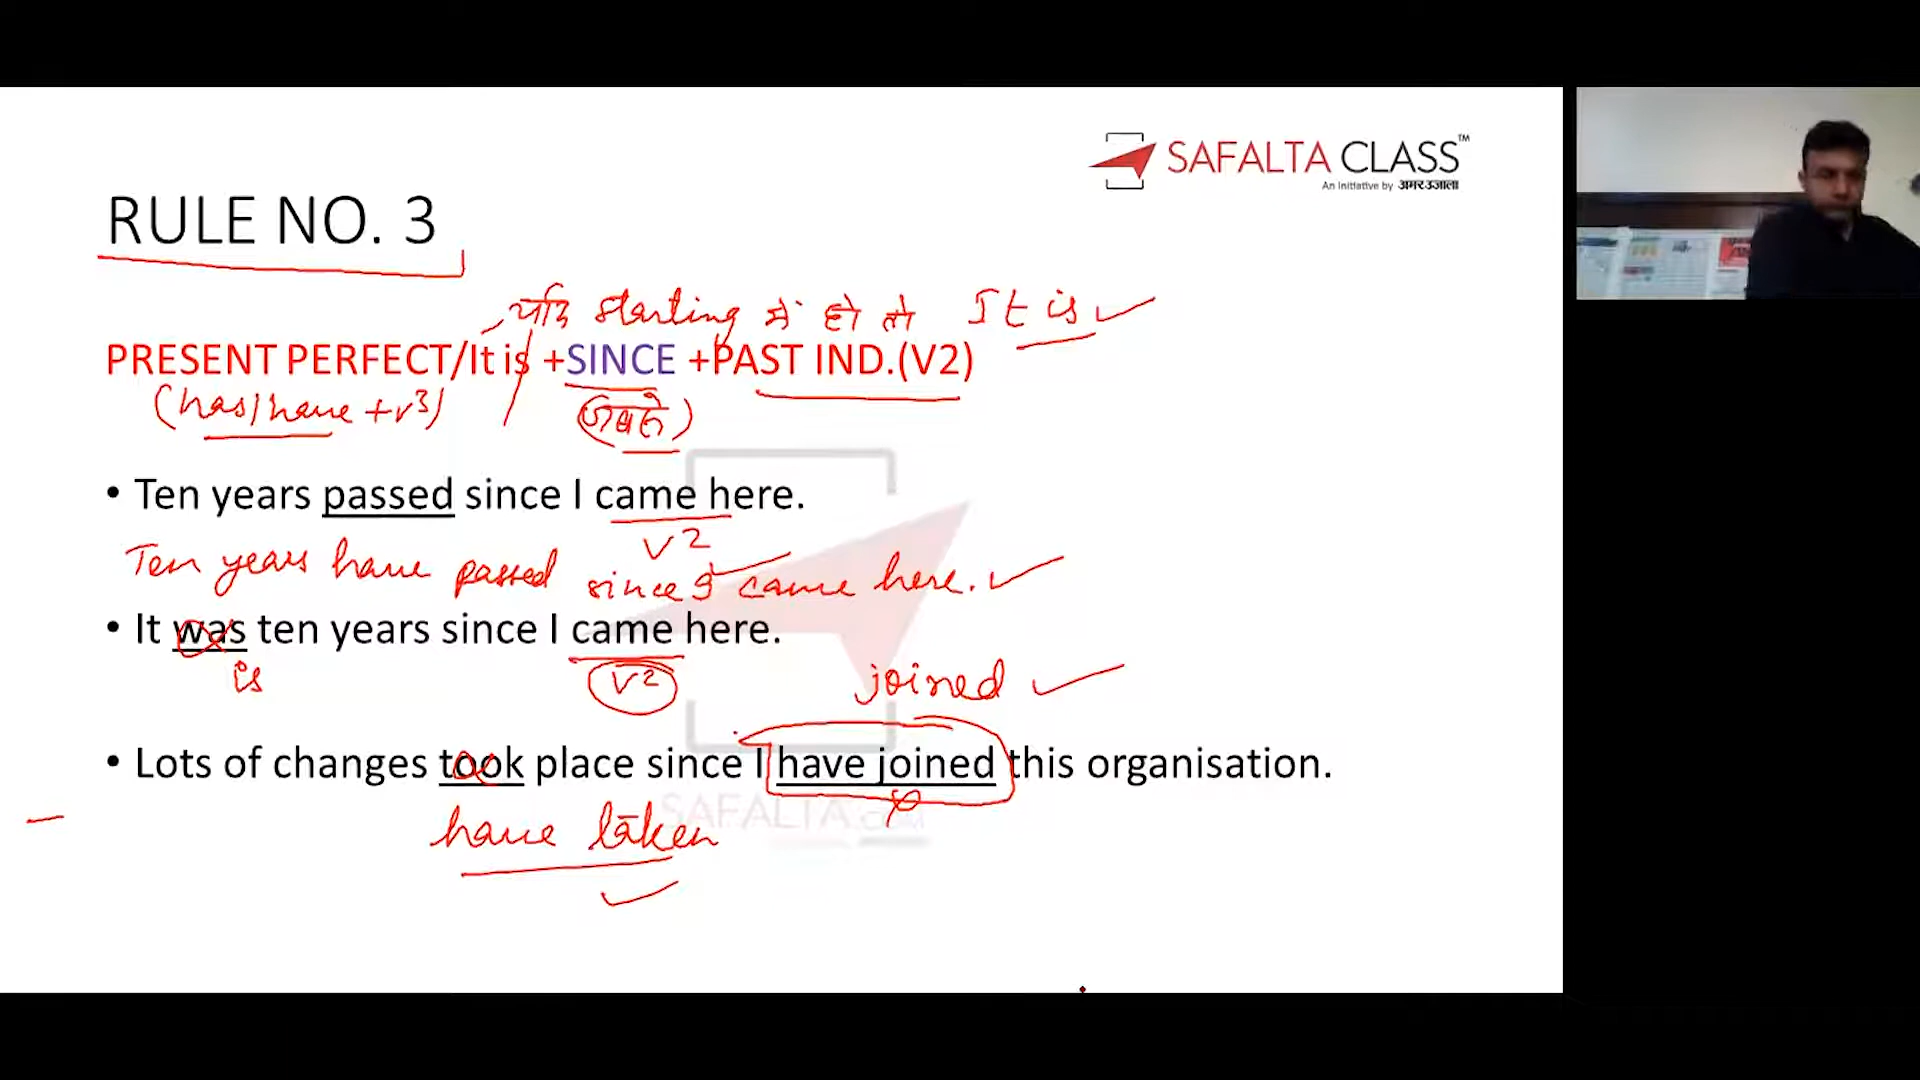 SAFALTA CLASS™
An Initiative by अमर उजाला
RULE NO. 3
यदि starting में हो तो It is ✓
PRESENT PERFECT/It is +SINCE +PAST IND.(V2)
(has/have + v3) (जबसे)
• Ten years passed since I came here.
V2
Ten years have passed since I came here. ✓
• It was ten years since I came here.
is V2
joined ✓
• Lots of changes took place since I have joined this organisation.
have taken
✓
SAFALTA.COM